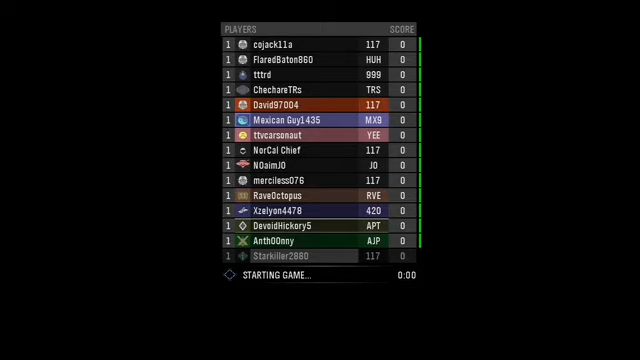 PLAYERS SCORE
1 cojack11a 117 0
1 FlaredBaton860 HUH 0
1 tttrd 999 0
1 ChechareTRs TRS 0
1 David97004 117 0
1 Mexican Guy1435 MX9 0
1 ttvcarsonaut YEE 0
1 NorCal Chief 117 0
1 N0aimJ0 J0 0
1 merciless076 117 0
1 RaveOctopus RVE 0
1 Xzelyon4478 420 0
1 DevoidHickory5 APT 0
1 Anth00nny AJP 0
1 Starkiller2880 117 0
STARTING GAME... 0:00